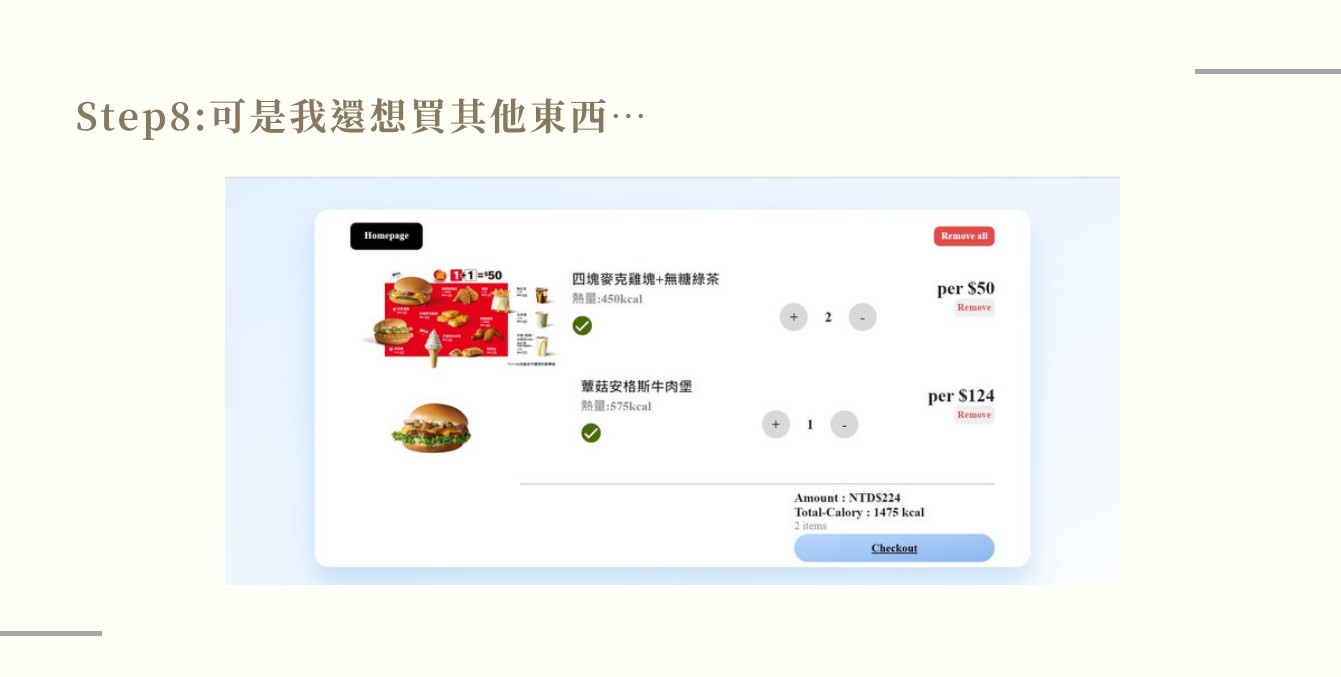 Step8:可是我還想買其他東西…
Homepage
Remove all
1+1=$50
四塊麥克雞塊+無糖綠茶
熱量:450kcal
+ 2 -
per $50
Remove
蕈菇安格斯牛肉堡
熱量:575kcal
+ 1 -
per $124
Remove
Amount : NTD$224
Total-Calory : 1475 kcal
2 items
Checkout